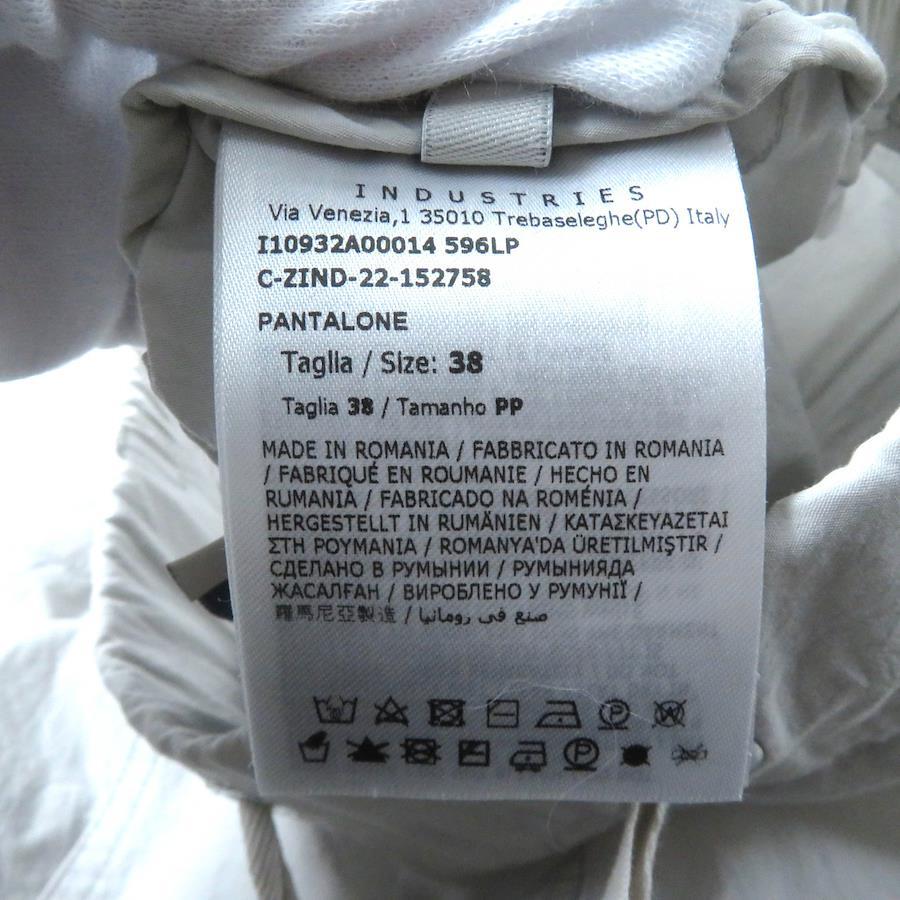 INDUSTRIES
Via Venezia,1 35010 Trebaseleghe(PD) Italy
I10932A00014 596LP
C-ZIND-22-152758
PANTALONE
Taglia / Size: 38
Taglia 38 / Tamanho PP
MADE IN ROMANIA / FABBRICATO IN ROMANIA
/ FABRIQUÉ EN ROUMANIE / HECHO EN
RUMANIA / FABRICADO NA ROMÉNIA /
HERGESTELLT IN RUMÄNIEN / ΚΑΤΑΣΚΕΥΑΖΕΤΑΙ
ΣΤΗ ΡΟΥΜΑΝΙΑ / ROMANYA'DA ÜRETILMIŞTIR /
СДЕЛАНО В РУМЫНИИ / РУМЫНИЯДА
ЖАСАЛҒАН / ВИРОБЛЕНО У РУМУНІЇ /
羅馬尼亞製造 / صنع في رومانيا